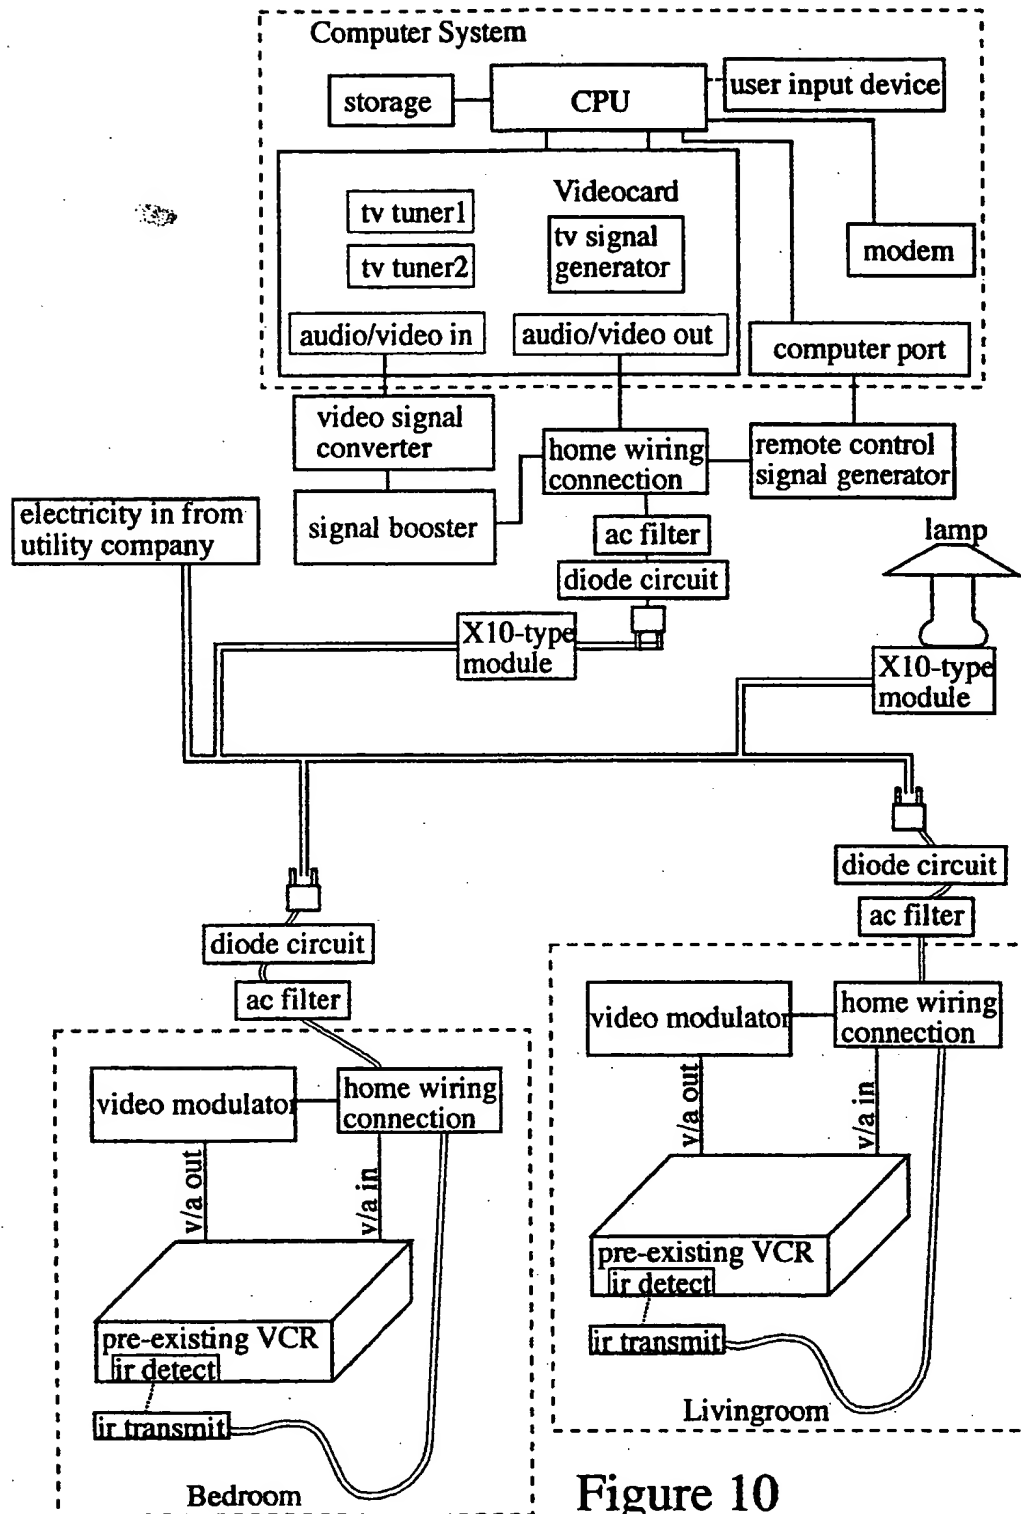 Computer System
storage
CPU
user input device
Videocard
tv tuner1
tv signal
generator
tv tuner2
modem
audio/video in
audio/video out
computer port
video signal
converter
home wiring
connection
remote control
signal generator
electricity in from
utility company
signal booster
ac filter
lamp
diode circuit
X10-type
module
X10-type
module
diode circuit
ac filter
diode circuit
ac filter
video modulator
home wiring
connection
video modulator
home wiring
connection
v/a out
v/a in
v/a out
v/a in
pre-existing VCR
ir detect
ir transmit
pre-existing VCR
ir detect
ir transmit
Livingroom
Bedroom
Figure 10